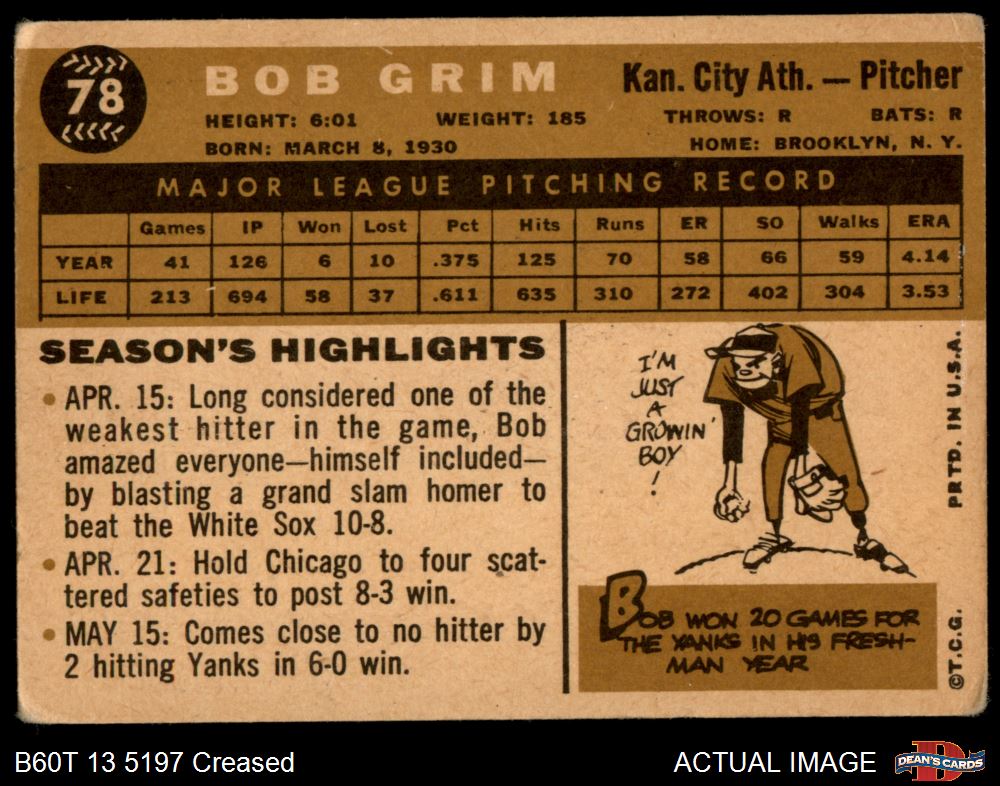 78
BOB GRIM
Kan. City Ath. — Pitcher
HEIGHT: 6:01 WEIGHT: 185 THROWS: R BATS: R
BORN: MARCH 8, 1930 HOME: BROOKLYN, N. Y.
MAJOR LEAGUE PITCHING RECORD
Games IP Won Lost Pct Hits Runs ER SO Walks ERA
YEAR 41 126 6 10 .375 125 70 58 66 59 4.14
LIFE 213 694 58 37 .611 635 310 272 402 304 3.53
SEASON'S HIGHLIGHTS
• APR. 15: Long considered one of the
weakest hitter in the game, Bob
amazed everyone—himself included—
by blasting a grand slam homer to
beat the White Sox 10-8.
• APR. 21: Hold Chicago to four scat-
tered safeties to post 8-3 win.
• MAY 15: Comes close to no hitter by
2 hitting Yanks in 6-0 win.
I'M
JUST
A
GROWIN'
BOY
!
BOB WON 20 GAMES FOR
THE YANKS IN HIS FRESH-
MAN YEAR
PRTD. IN U.S.A.
©T.C.G.
B60T 13 5197 Creased
ACTUAL IMAGE
DEAN'S CARDS